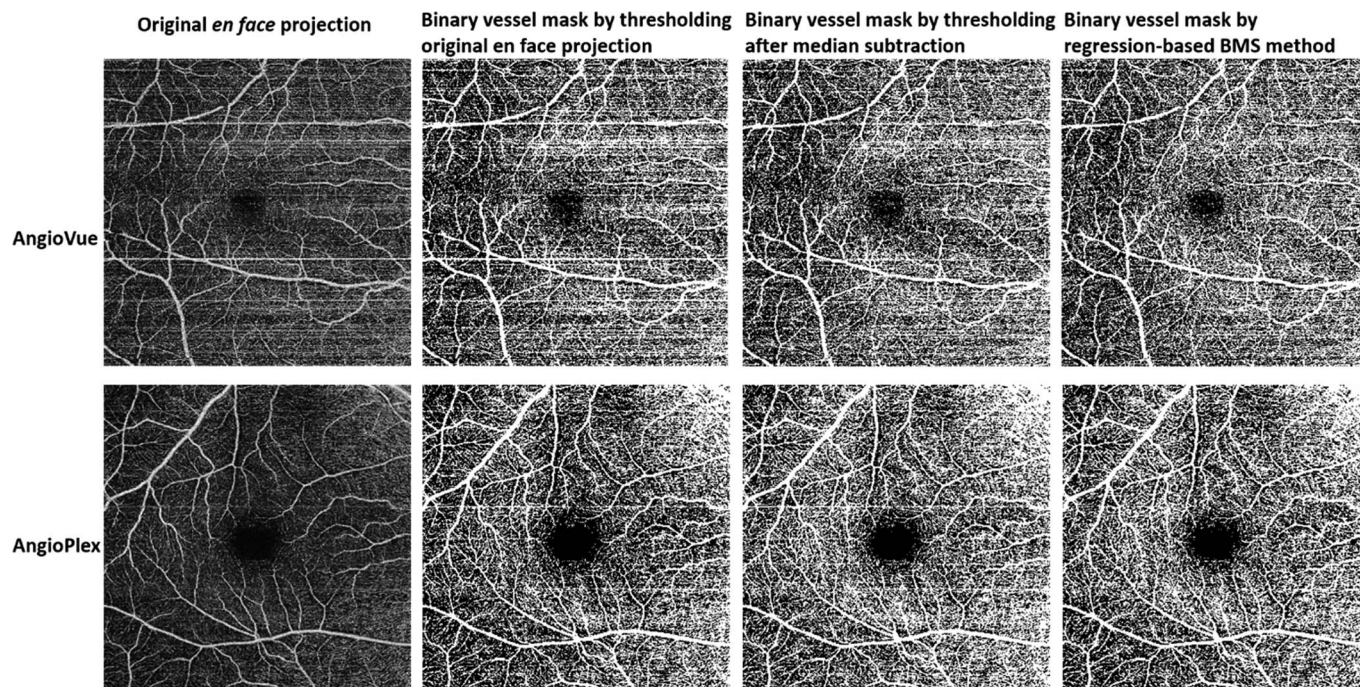 Original en face projection
Binary vessel mask by thresholding
original en face projection
Binary vessel mask by thresholding
after median subtraction
Binary vessel mask by
regression-based BMS method
AngioVue
AngioPlex